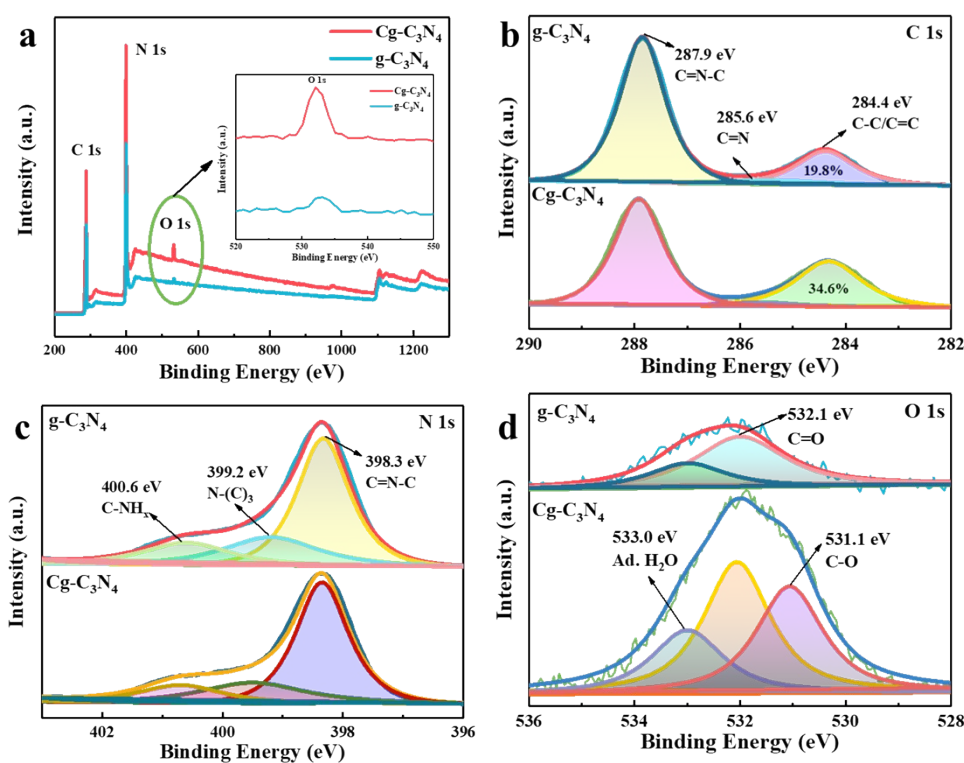 a
N 1s
Cg-C₃N₄
g-C₃N₄
C 1s
O 1s
Intensity (a.u.)
200 400 600 800 1000 1200
Binding Energy (eV)
O 1s
Cg-C₃N₄
g-C₃N₄
Intensity (a.u.)
520 530 540 550
Binding Energy (eV)
b
g-C₃N₄
C 1s
287.9 eV
C=N-C
285.6 eV
C=N
284.4 eV
C-C/C=C
19.8%
Cg-C₃N₄
34.6%
Intensity (a.u.)
290 288 286 284 282
Binding Energy (eV)
c
g-C₃N₄
N 1s
400.6 eV
C-NHₓ
399.2 eV
N-(C)₃
398.3 eV
C=N-C
Cg-C₃N₄
Intensity (a.u.)
402 400 398 396
Binding Energy (eV)
d
g-C₃N₄
O 1s
532.1 eV
C=O
Cg-C₃N₄
533.0 eV
Ad. H₂O
531.1 eV
C-O
Intensity (a.u.)
536 534 532 530 528
Binding Energy (eV)